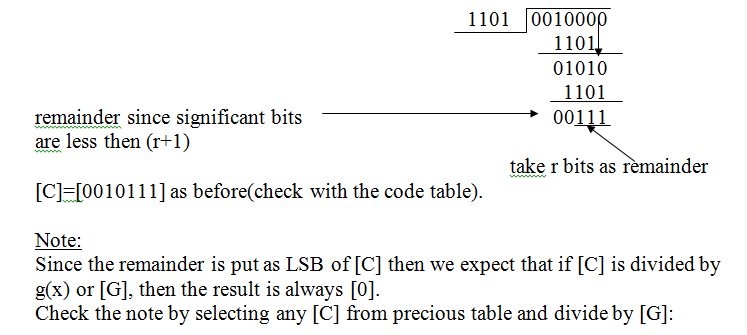 1101 0010000
1101
01010
1101
remainder since significant bits
00111
are less then (r+1)
take r bits as remainder
[C]=[0010111] as before(check with the code table).
Note:
Since the remainder is put as LSB of [C] then we expect that if [C] is divided by
g(x) or [G], then the result is always [0].
Check the note by selecting any [C] from precious table and divide by [G]: